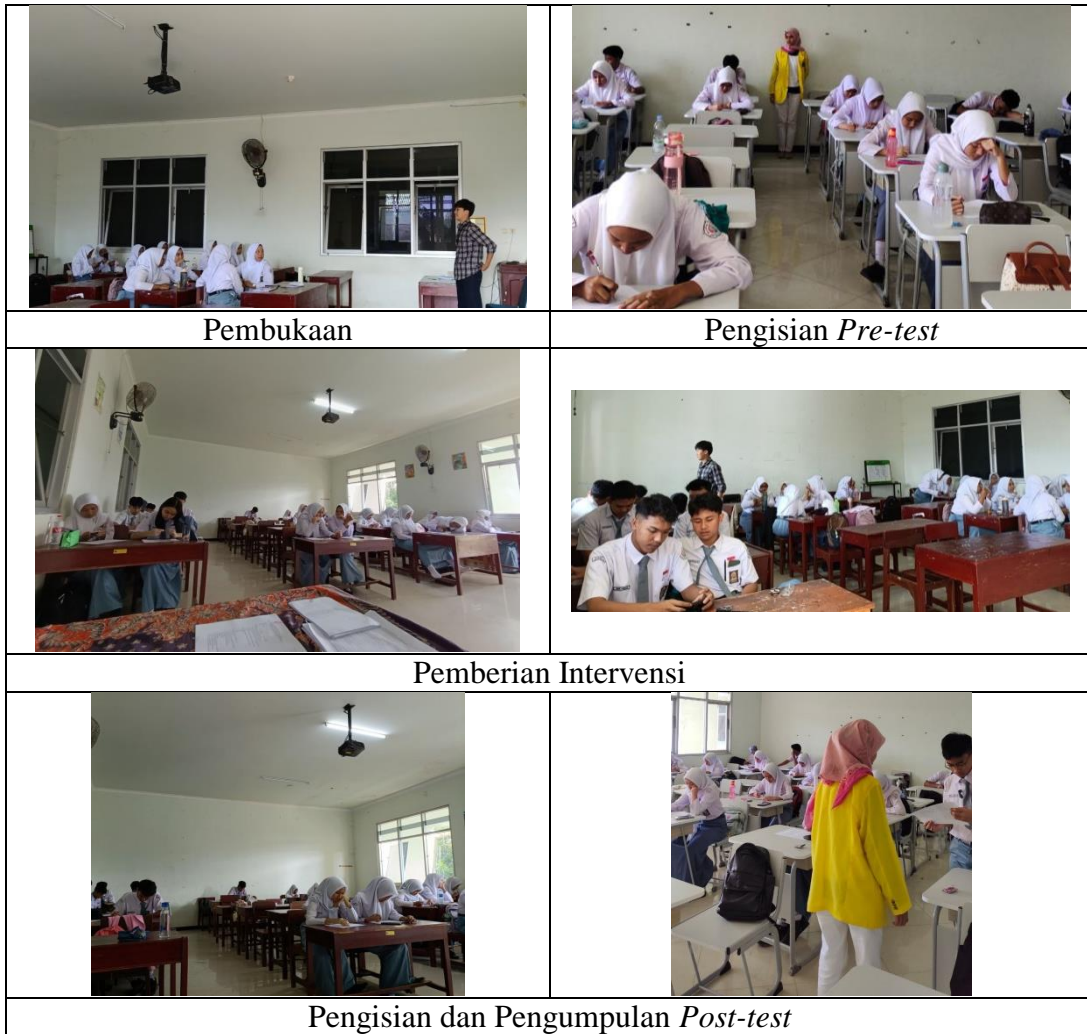 Pembukaan
Pengisian Pre-test
Pemberian Intervensi
Pengisian dan Pengumpulan Post-test